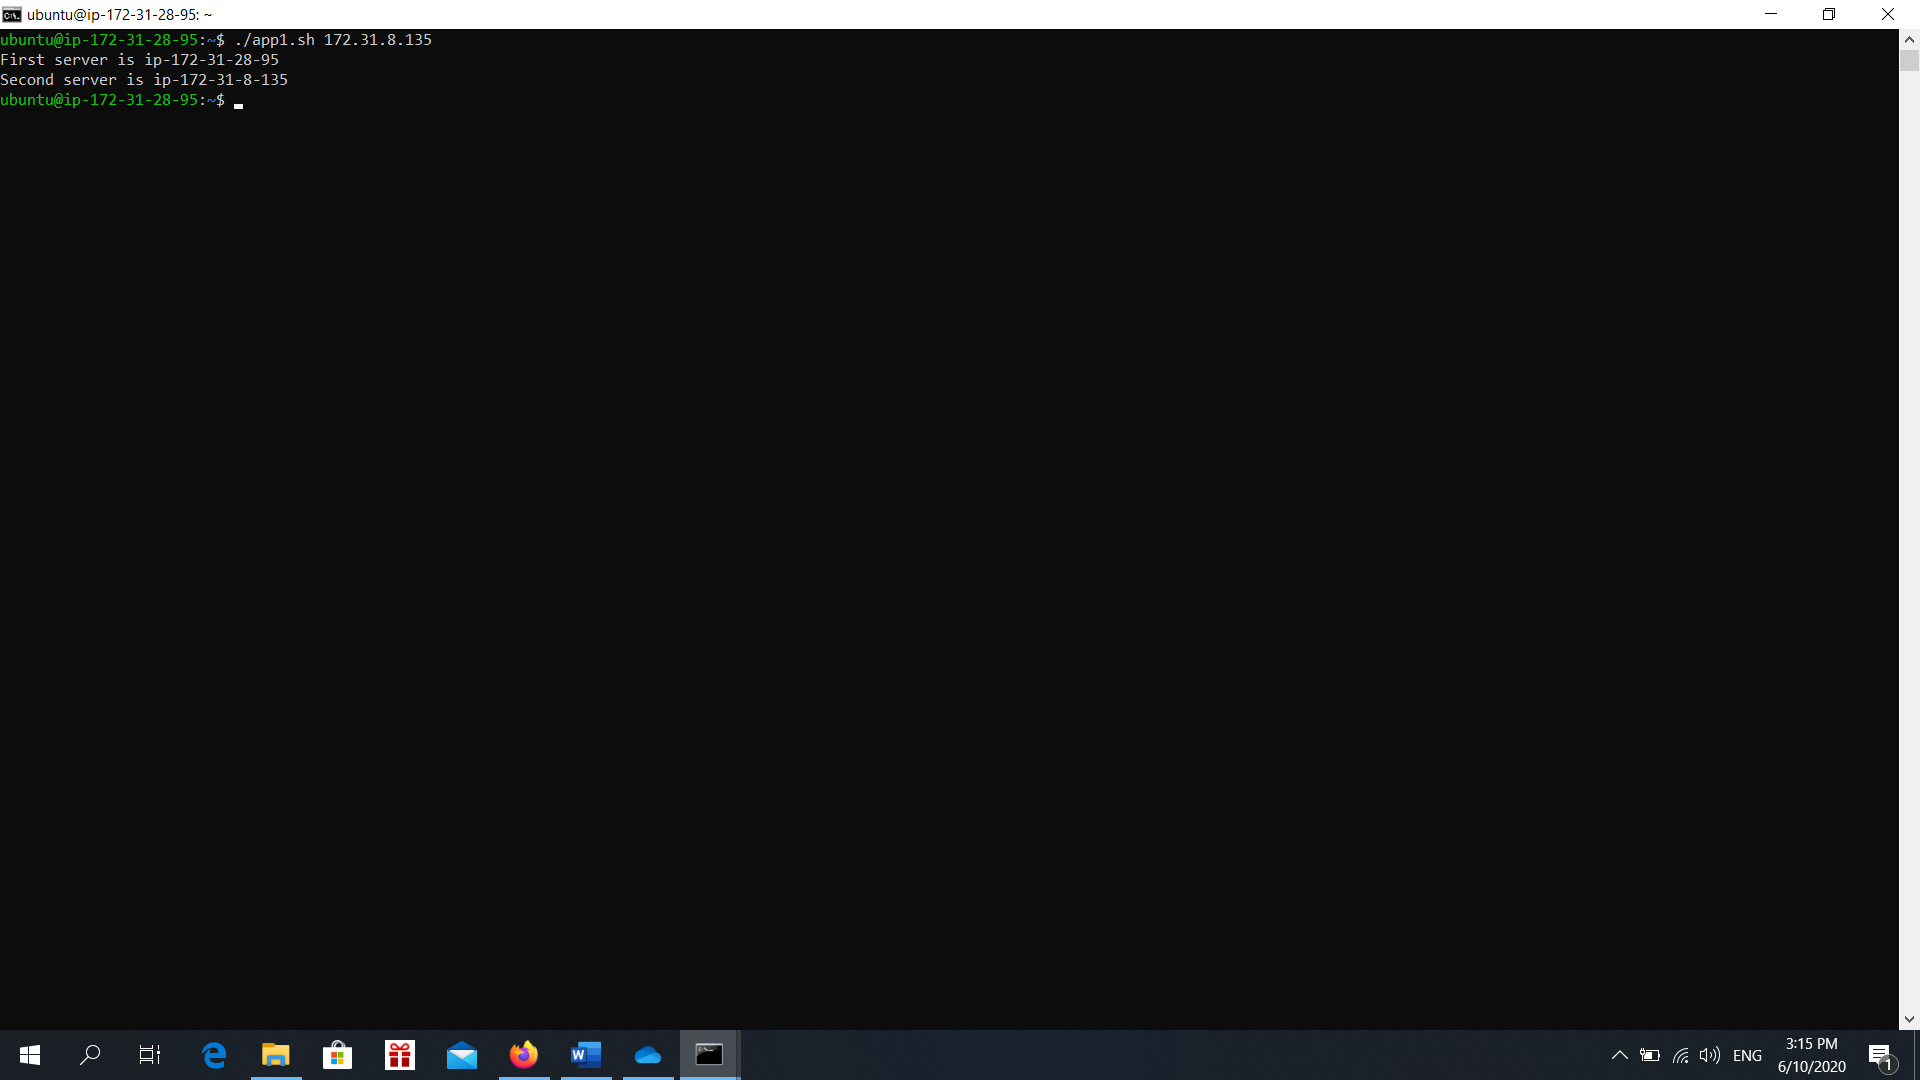 ubuntu@ip-172-31-28-95: ~
ubuntu@ip-172-31-28-95:~$ ./app1.sh 172.31.8.135
First server is ip-172-31-28-95
Second server is ip-172-31-8-135
ubuntu@ip-172-31-28-95:~$
ENG
3:15 PM
6/10/2020
1